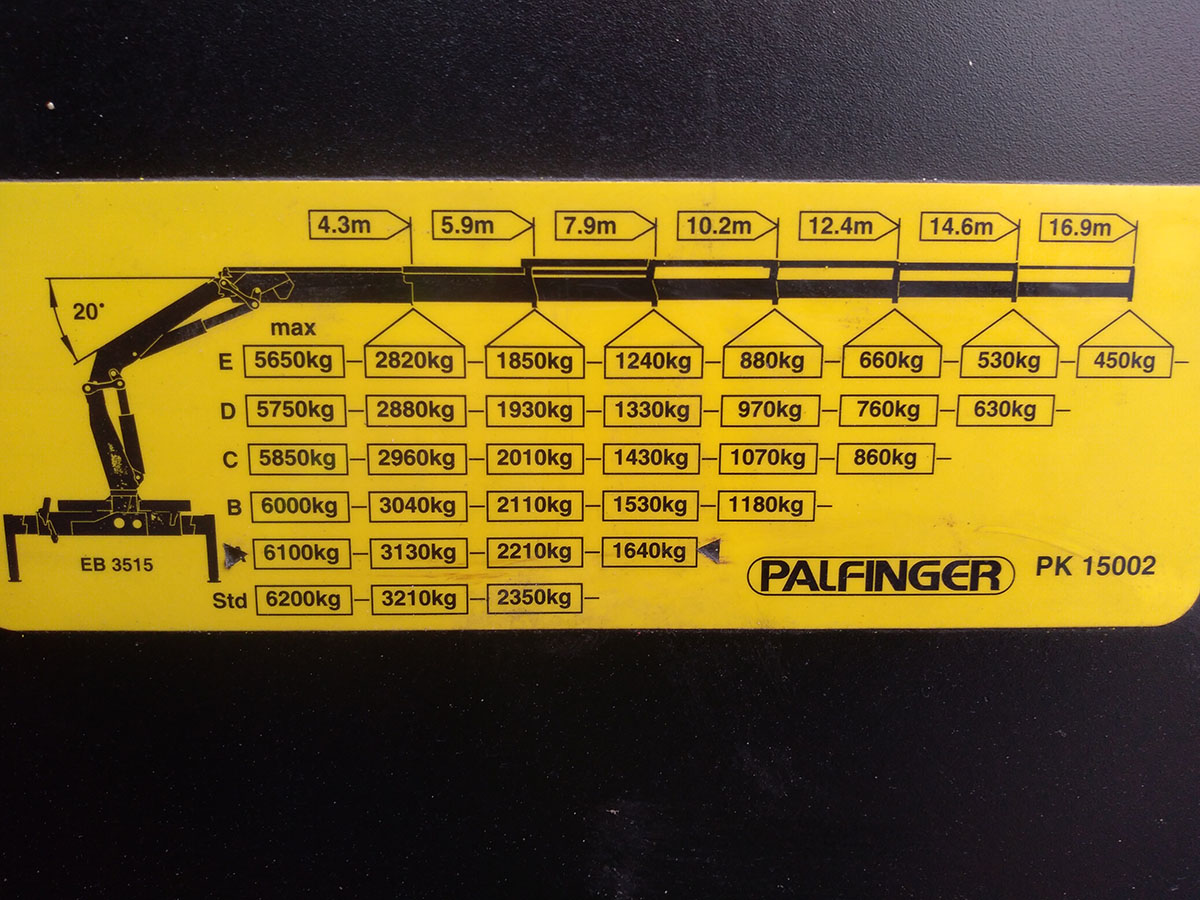 4.3m 5.9m 7.9m 10.2m 12.4m 14.6m 16.9m
20°
max
E 5650kg 2820kg 1850kg 1240kg 880kg 660kg 530kg 450kg
D 5750kg 2880kg 1930kg 1330kg 970kg 760kg 630kg
C 5850kg 2960kg 2010kg 1430kg 1070kg 860kg
B 6000kg 3040kg 2110kg 1530kg 1180kg
6100kg 3130kg 2210kg 1640kg
EB 3515
PALFINGER PK 15002
Std 6200kg 3210kg 2350kg